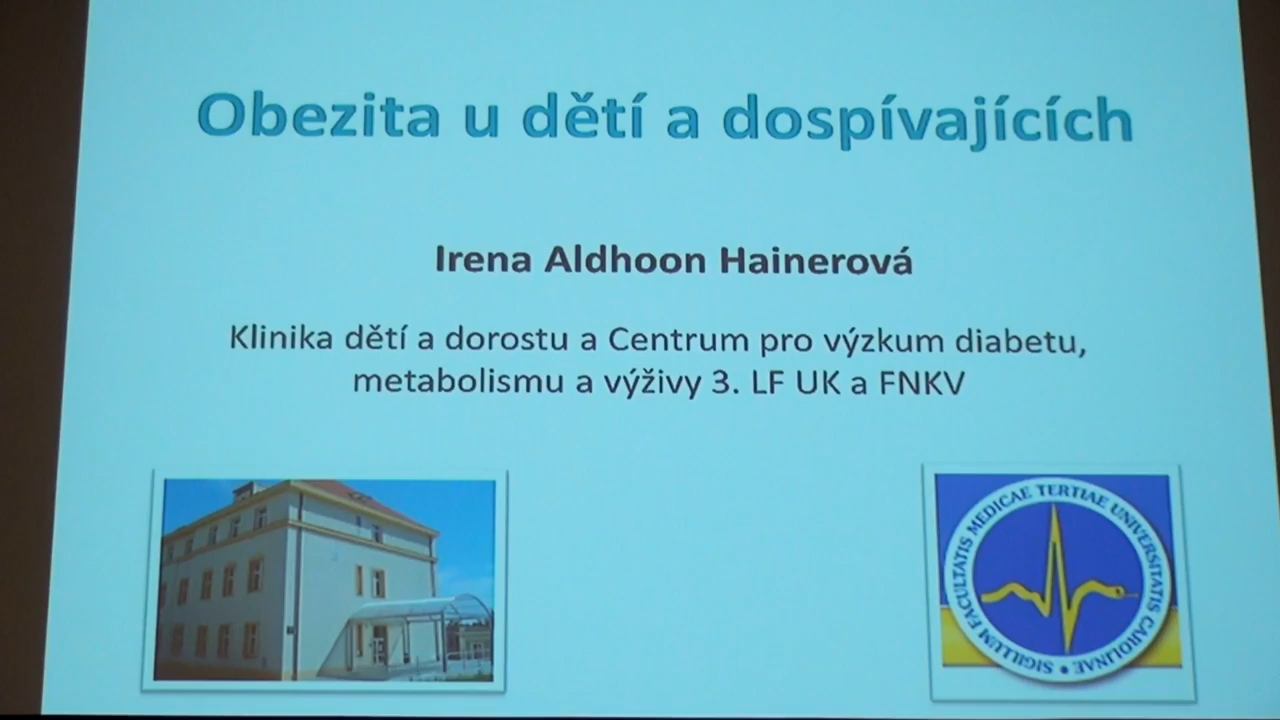 Obezita u dětí a dospívajících
Irena Aldhoon Hainerová
Klinika dětí a dorostu a Centrum pro výzkum diabetu,
metabolismu a výživy 3. LF UK a FNKV
SIGILLUM FACULTATIS MEDICAE TERTIAE UNIVERSITATIS CAROLINAE